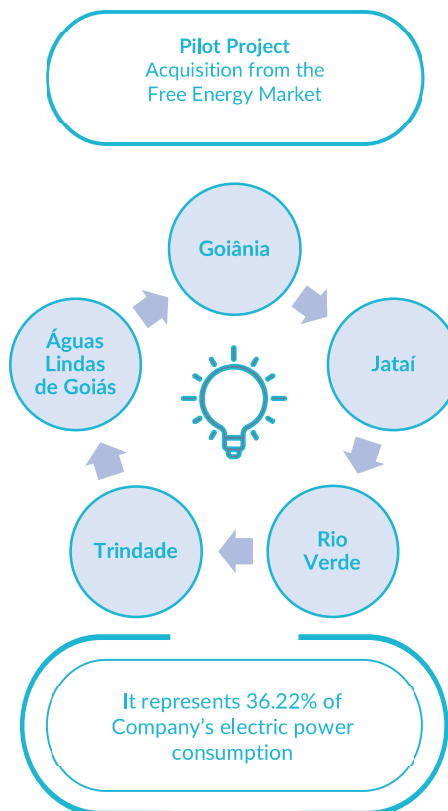 Pilot Project
Acquisition from the
Free Energy Market
Goiânia
Jataí
Rio
Verde
Trindade
Águas
Lindas
de Goiás
It represents 36.22% of
Company’s electric power
consumption